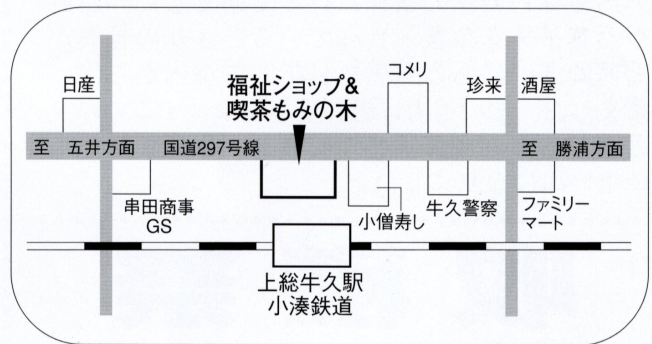 日産
福祉ショップ&
喫茶もみの木
コメリ
珍来
酒屋
至 五井方面 国道297号線
至 勝浦方面
串田商事
GS
小僧寿し
牛久警察
ファミリー
マート
上総牛久駅
小湊鉄道